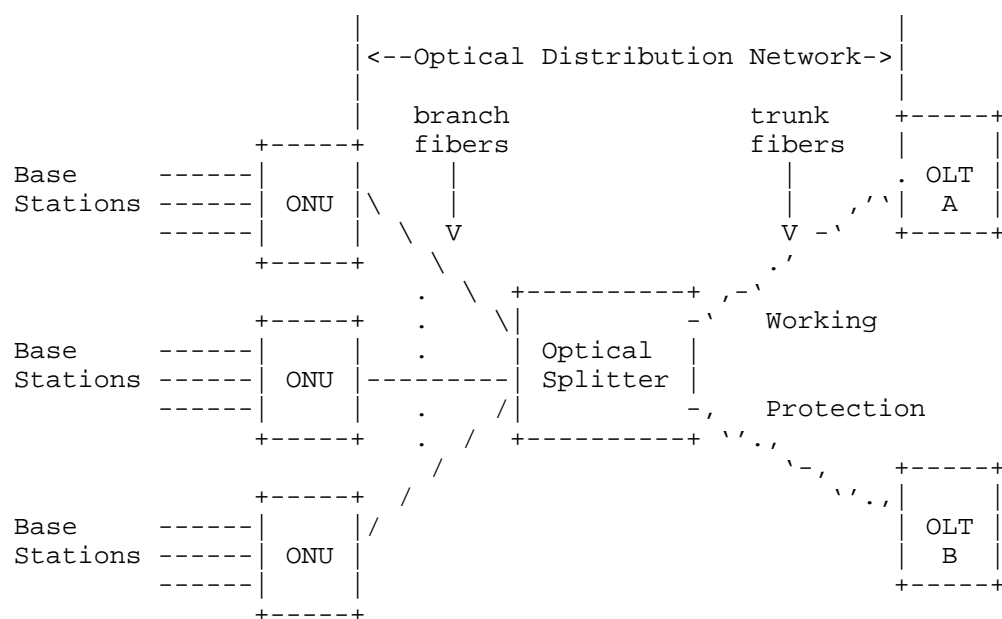 <--Optical Distribution Network->
branch trunk
fibers fibers
Base OLT
Stations ONU A
V V
Working
Base Optical
Stations ONU Splitter
Protection
Base OLT
Stations ONU B